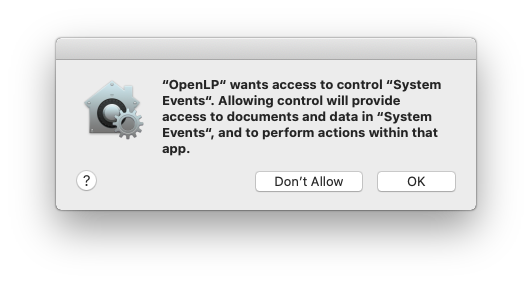 “OpenLP“ wants access to control “System
Events“. Allowing control will provide
access to documents and data in “System
Events“, and to perform actions within that
app.
?
Don’t Allow
OK